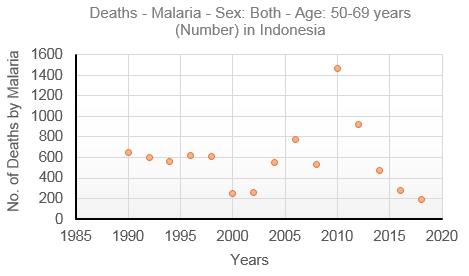 Deaths - Malaria - Sex: Both - Age: 50-69 years
(Number) in Indonesia
No. of Deaths by Malaria
1600
1400
1200
1000
800
600
400
200
0
1985 1990 1995 2000 2005 2010 2015 2020
Years